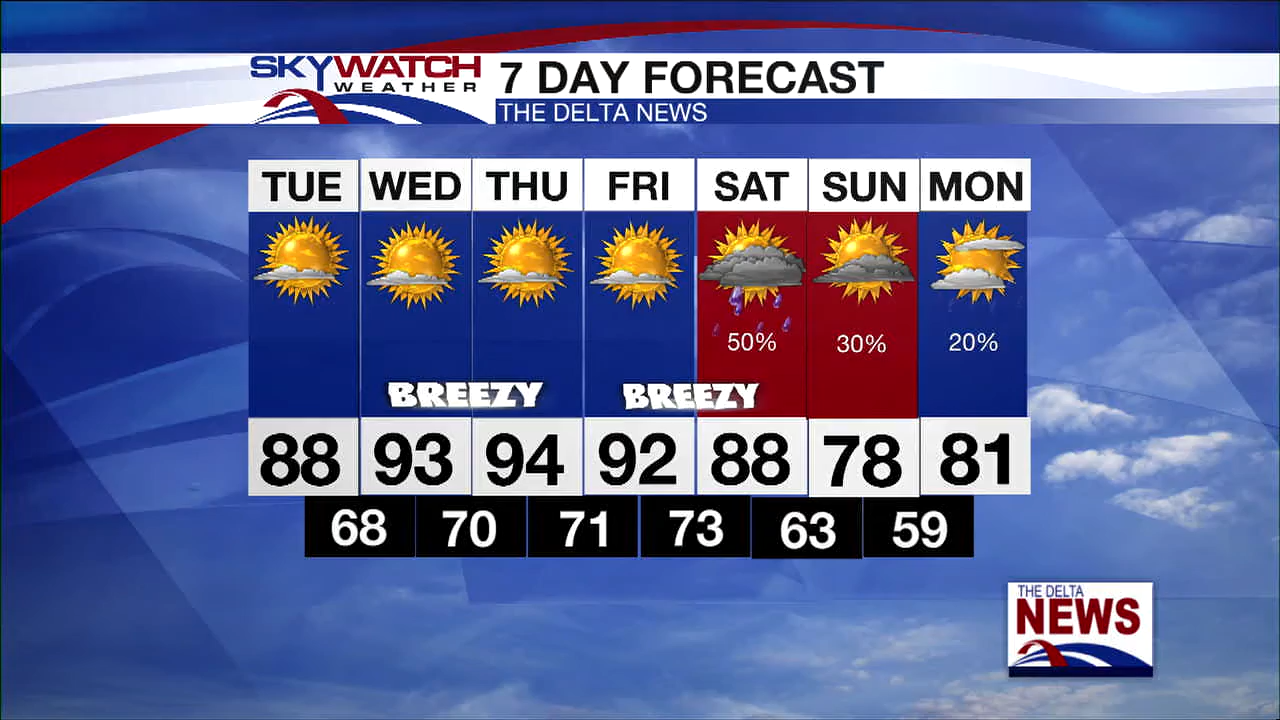 SKYWATCH
WEATHER
7 DAY FORECAST
THE DELTA NEWS
TUE WED THU FRI SAT SUN MON
50% 30% 20%
BREEZY BREEZY
88 93 94 92 88 78 81
68 70 71 73 63 59
THE DELTA
NEWS